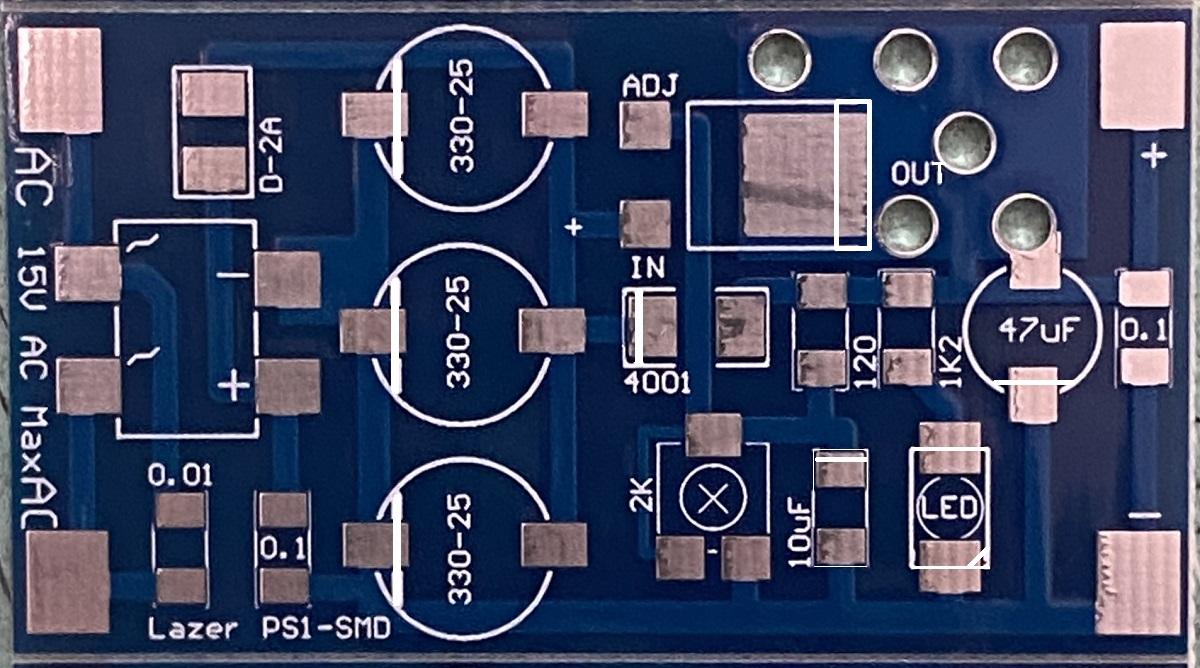 ADJ
330-25
D-2A
+
OUT
AC 15V AC MaxAC
~
-
+
IN
330-25
47uF
0.1
4001
120
1K2
~
+
0.01
2K
10uF
LED
-
0.1
330-25
-
Lazer PS1-SMD